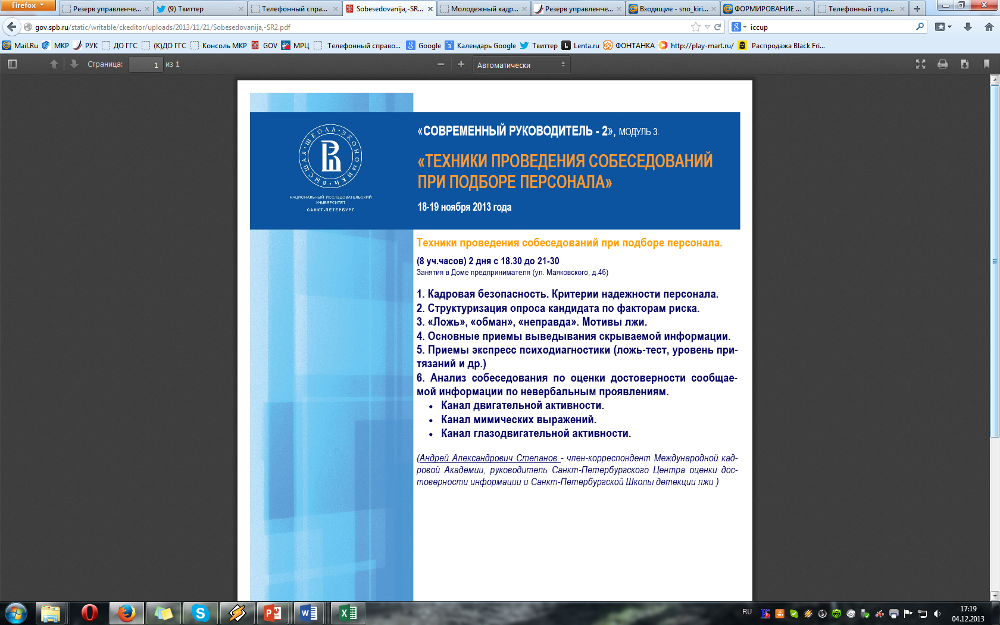 Firefox
Резерв управленче...
(9) Твиттер
Телефонный спра...
Sobesedovanija,-SR...
Молодежный кадр...
Резерв управленче...
Входящие - sno_kiri...
ФОРМИРОВАНИЕ ...
Телефонный спра...
gov.spb.ru/static/writable/ckeditor/uploads/2013/11/21/Sobesedovanija,-SR2.pdf
iccup
Mail.Ru
МКР
РУК
ДО ГГС
(К)ДО ГГС
Консоль МКР
GOV
МРЦ
Телефонный справо...
Google
Календарь Google
Твиттер
Lenta.ru
ФОНТАНКА
http://play-mart.ru/
Распродажа Black Fri...
Страница: 1 из 1
Автоматически
ВЫСШАЯ • ШКОЛА • ЭКОНОМИКИ •
НАЦИОНАЛЬНЫЙ ИССЛЕДОВАТЕЛЬСКИЙ
УНИВЕРСИТЕТ
САНКТ-ПЕТЕРБУРГ
«СОВРЕМЕННЫЙ РУКОВОДИТЕЛЬ - 2», МОДУЛЬ 3.
«ТЕХНИКИ ПРОВЕДЕНИЯ СОБЕСЕДОВАНИЙ
ПРИ ПОДБОРЕ ПЕРСОНАЛА»
18-19 ноября 2013 года
Техники проведения собеседований при подборе персонала.
(8 уч.часов) 2 дня с 18.30 до 21-30
Занятия в Доме предпринимателя (ул. Маяковского, д.46)
1. Кадровая безопасность. Критерии надежности персонала.
2. Структуризация опроса кандидата по факторам риска.
3. «Ложь», «обман», «неправда». Мотивы лжи.
4. Основные приемы выведывания скрываемой информации.
5. Приемы экспресс психодиагностики (ложь-тест, уровень при-
тязаний и др.)
6. Анализ собеседования по оценки достоверности сообщае-
мой информации по невербальным проявлениям.
• Канал двигательной активности.
• Канал мимических выражений.
• Канал глазодвигательной активности.
(Андрей Александрович Степанов - член-корреспондент Международной кад-
ровой Академии, руководитель Санкт-Петербургского Центра оценки дос-
товерности информации и Санкт-Петербургской Школы детекции лжи )
RU
17:19
04.12.2013